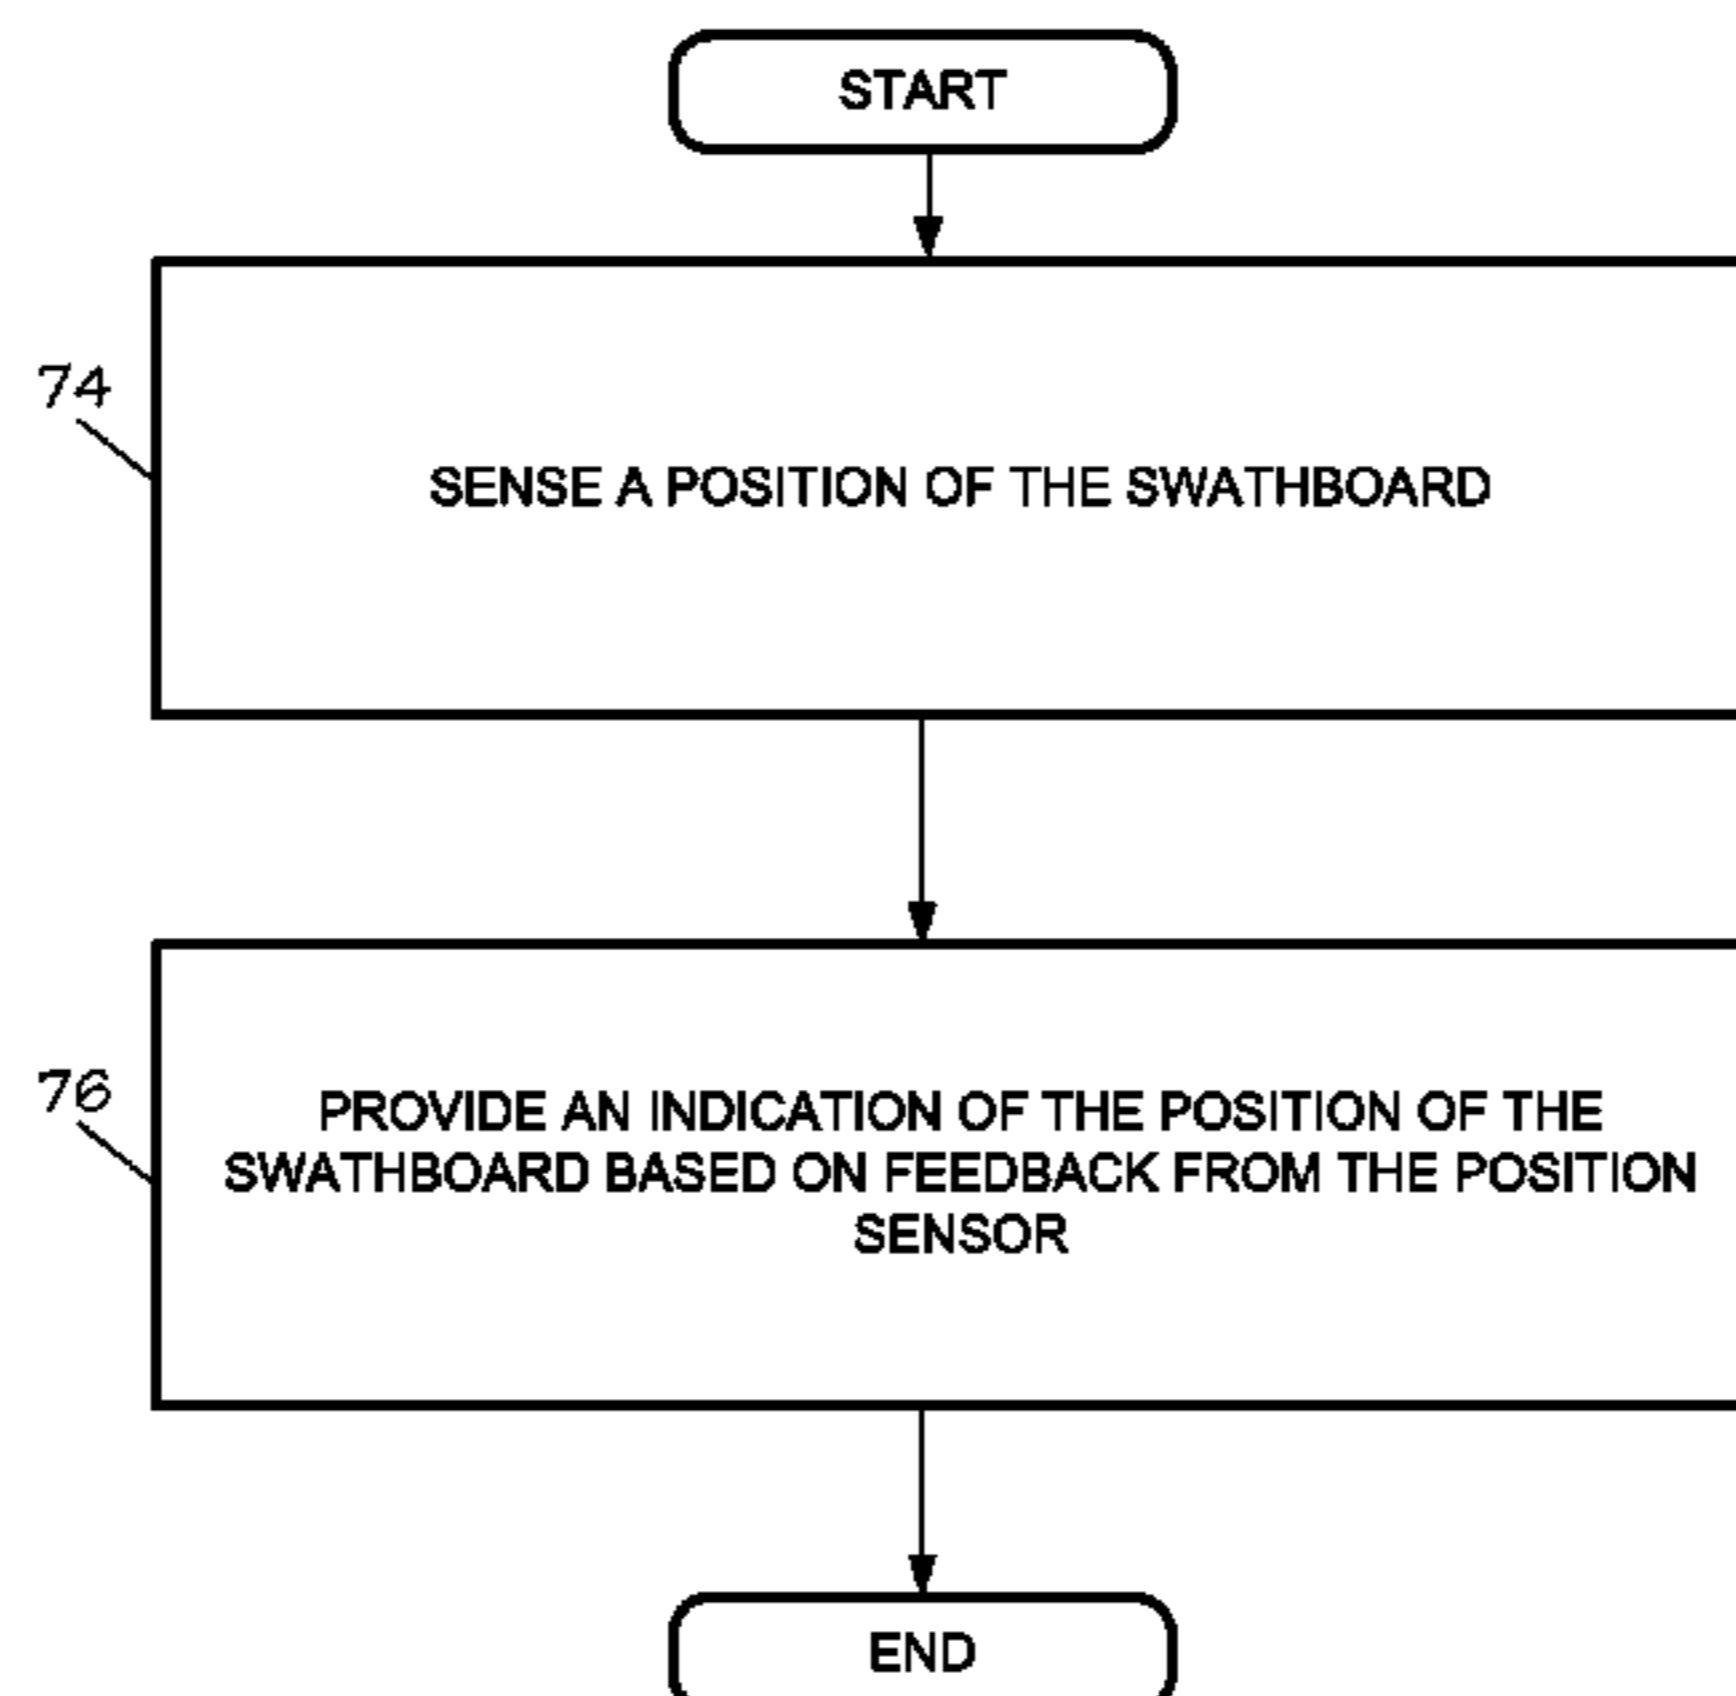 START
74
SENSE A POSITION OF THE SWATHBOARD
76
PROVIDE AN INDICATION OF THE POSITION OF THE
SWATHBOARD BASED ON FEEDBACK FROM THE POSITION
SENSOR
END